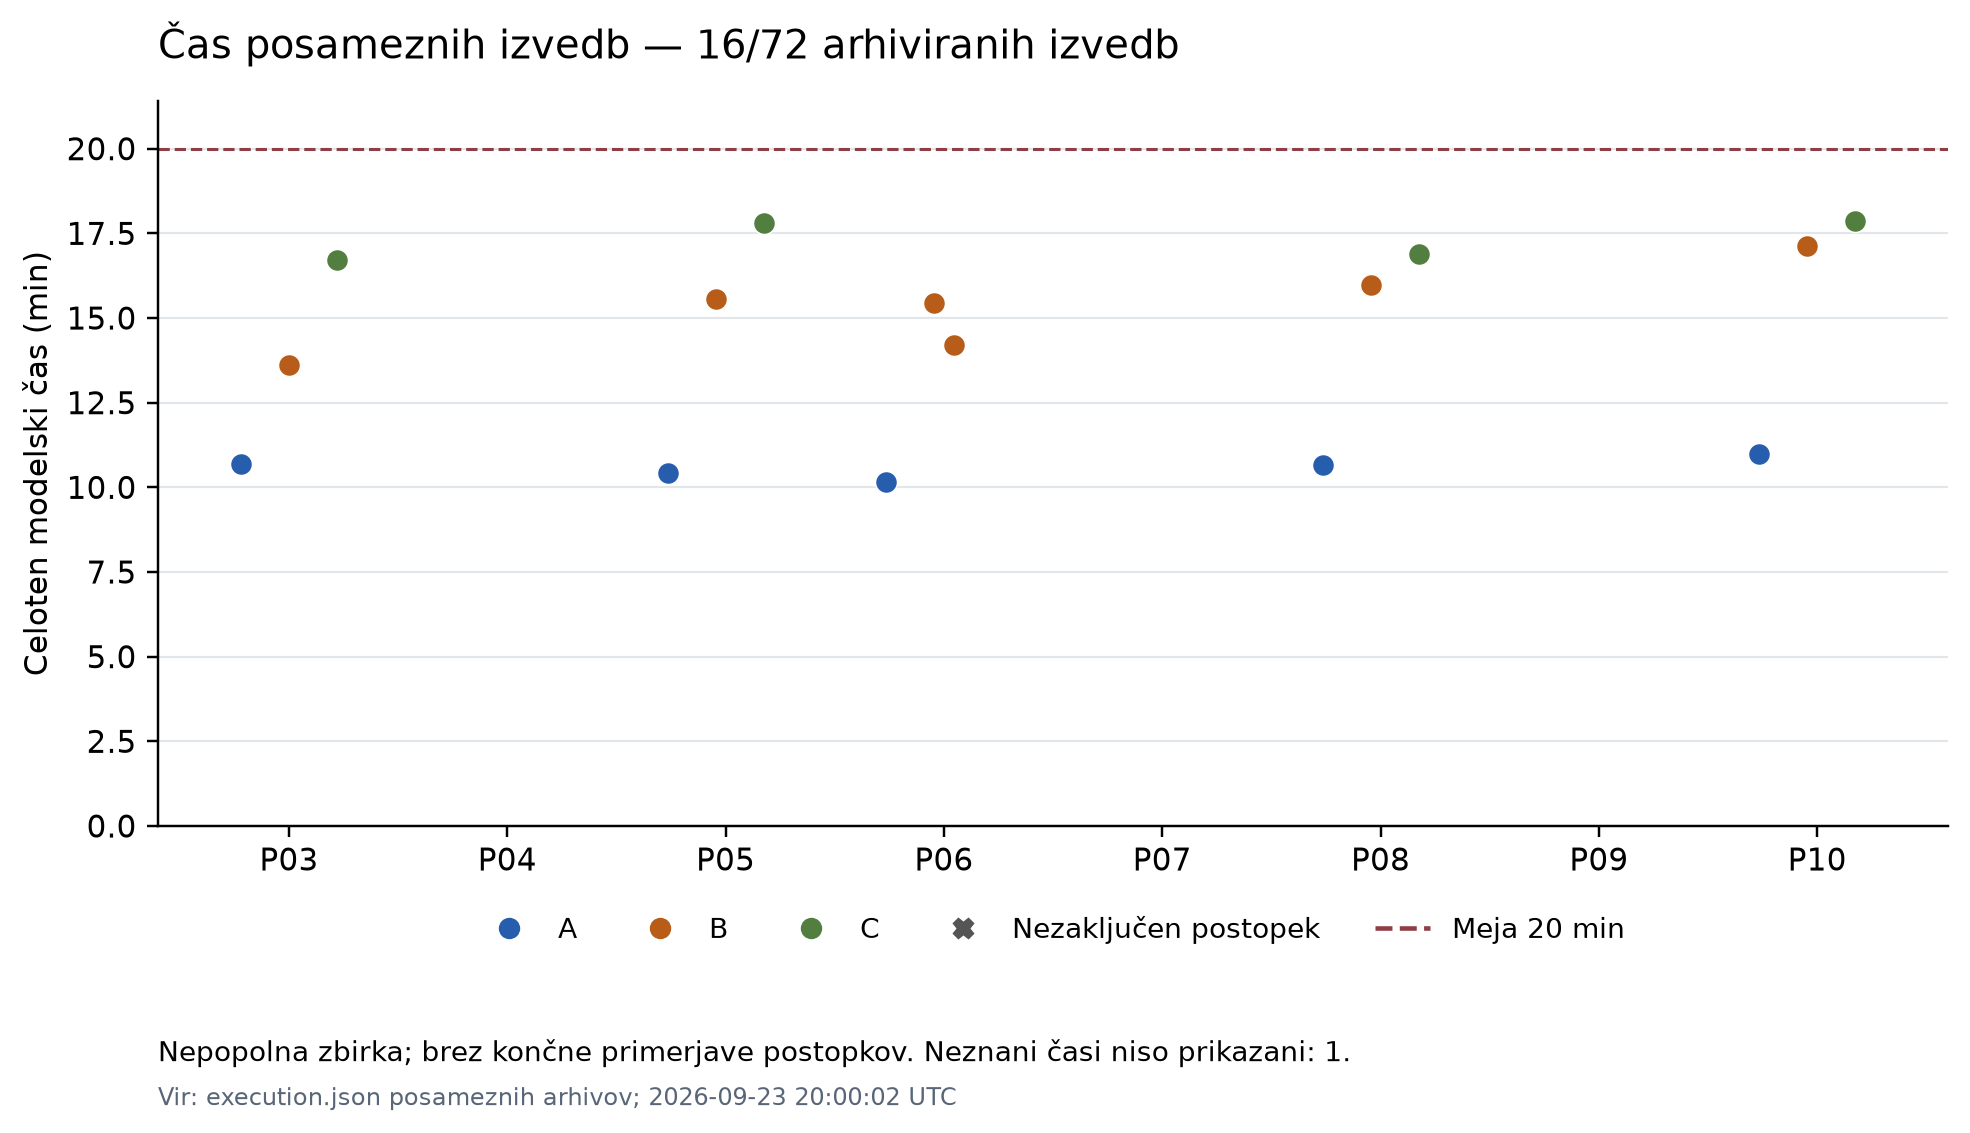 Čas posameznih izvedb — 16/72 arhiviranih izvedb
Celoten modelski čas (min)
20.0
17.5
15.0
12.5
10.0
7.5
5.0
2.5
0.0
P03 P04 P05 P06 P07 P08 P09 P10
A B C Nezaključen postopek Meja 20 min
Nepopolna zbirka; brez končne primerjave postopkov. Neznani časi niso prikazani: 1.
Vir: execution.json posameznih arhivov; 2026-09-23 20:00:02 UTC